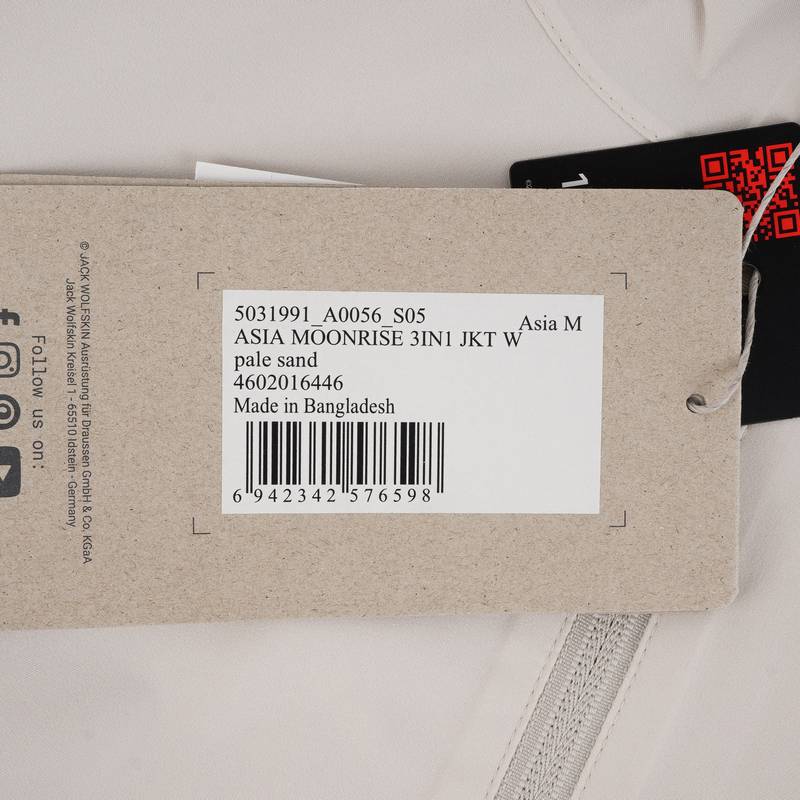 5031991_A0056_S05
Asia M
ASIA MOONRISE 3IN1 JKT W
pale sand
4602016446
Made in Bangladesh
6 942342 576598
© JACK WOLFSKIN Ausrüstung für Draussen GmbH & Co. KGaA
Jack Wolfskin Kreisel 1 - 65510 Idstein - Germany
Follow us on: